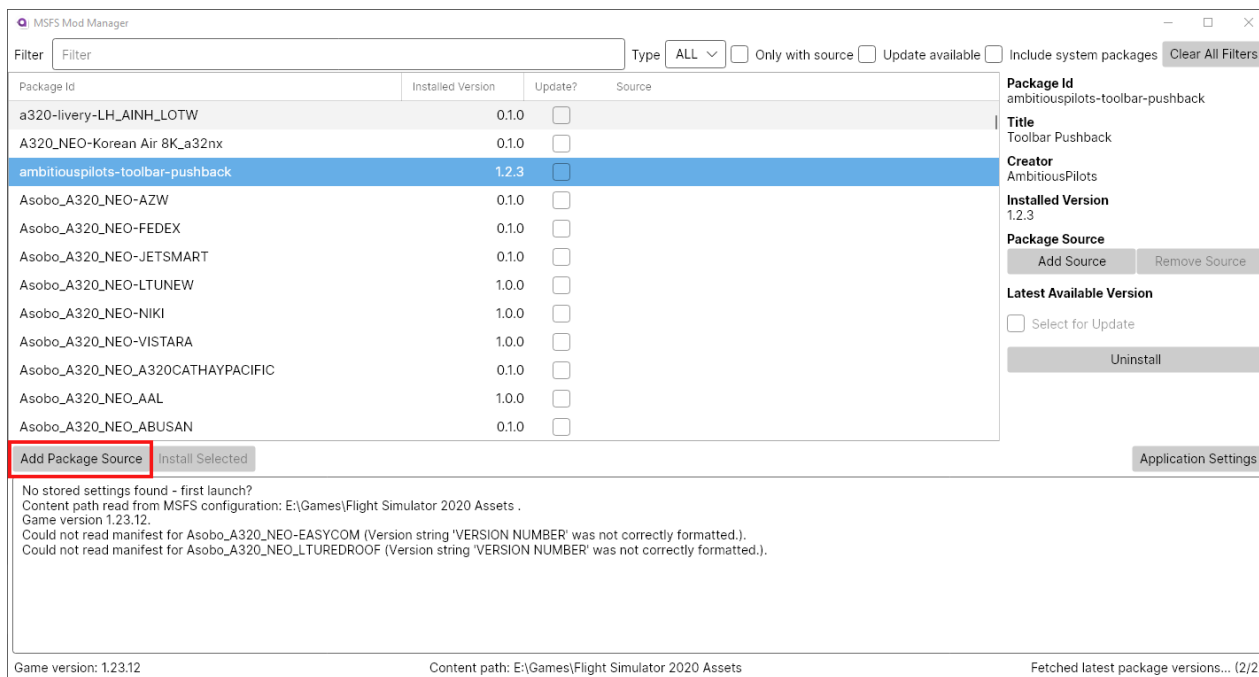 MSFS Mod Manager
Filter Filter Type ALL Only with source Update available Include system packages Clear All Filters
Package Id Installed Version Update? Source
a320-livery-LH_AINH_LOTW 0.1.0
A320_NEO-Korean Air 8K_a32nx 0.1.0
ambitiouspilots-toolbar-pushback 1.2.3
Asobo_A320_NEO-AZW 0.1.0
Asobo_A320_NEO-FEDEX 0.1.0
Asobo_A320_NEO-JETSMART 0.1.0
Asobo_A320_NEO-LTUNEW 1.0.0
Asobo_A320_NEO-NIKI 1.0.0
Asobo_A320_NEO-VISTARA 1.0.0
Asobo_A320_NEO_A320CATHAYPACIFIC 0.1.0
Asobo_A320_NEO_AAL 1.0.0
Asobo_A320_NEO_ABUSAN 0.1.0
Package Id
ambitiouspilots-toolbar-pushback
Title
Toolbar Pushback
Creator
AmbitiousPilots
Installed Version
1.2.3
Package Source
Add Source Remove Source
Latest Available Version
Select for Update
Uninstall
Add Package Source Install Selected Application Settings
No stored settings found - first launch?
Content path read from MSFS configuration: E:\Games\Flight Simulator 2020 Assets .
Game version 1.23.12.
Could not read manifest for Asobo_A320_NEO-EASYCOM (Version string 'VERSION NUMBER' was not correctly formatted.).
Could not read manifest for Asobo_A320_NEO_LTUREDROOF (Version string 'VERSION NUMBER' was not correctly formatted.).
Game version: 1.23.12 Content path: E:\Games\Flight Simulator 2020 Assets Fetched latest package versions... (2/2